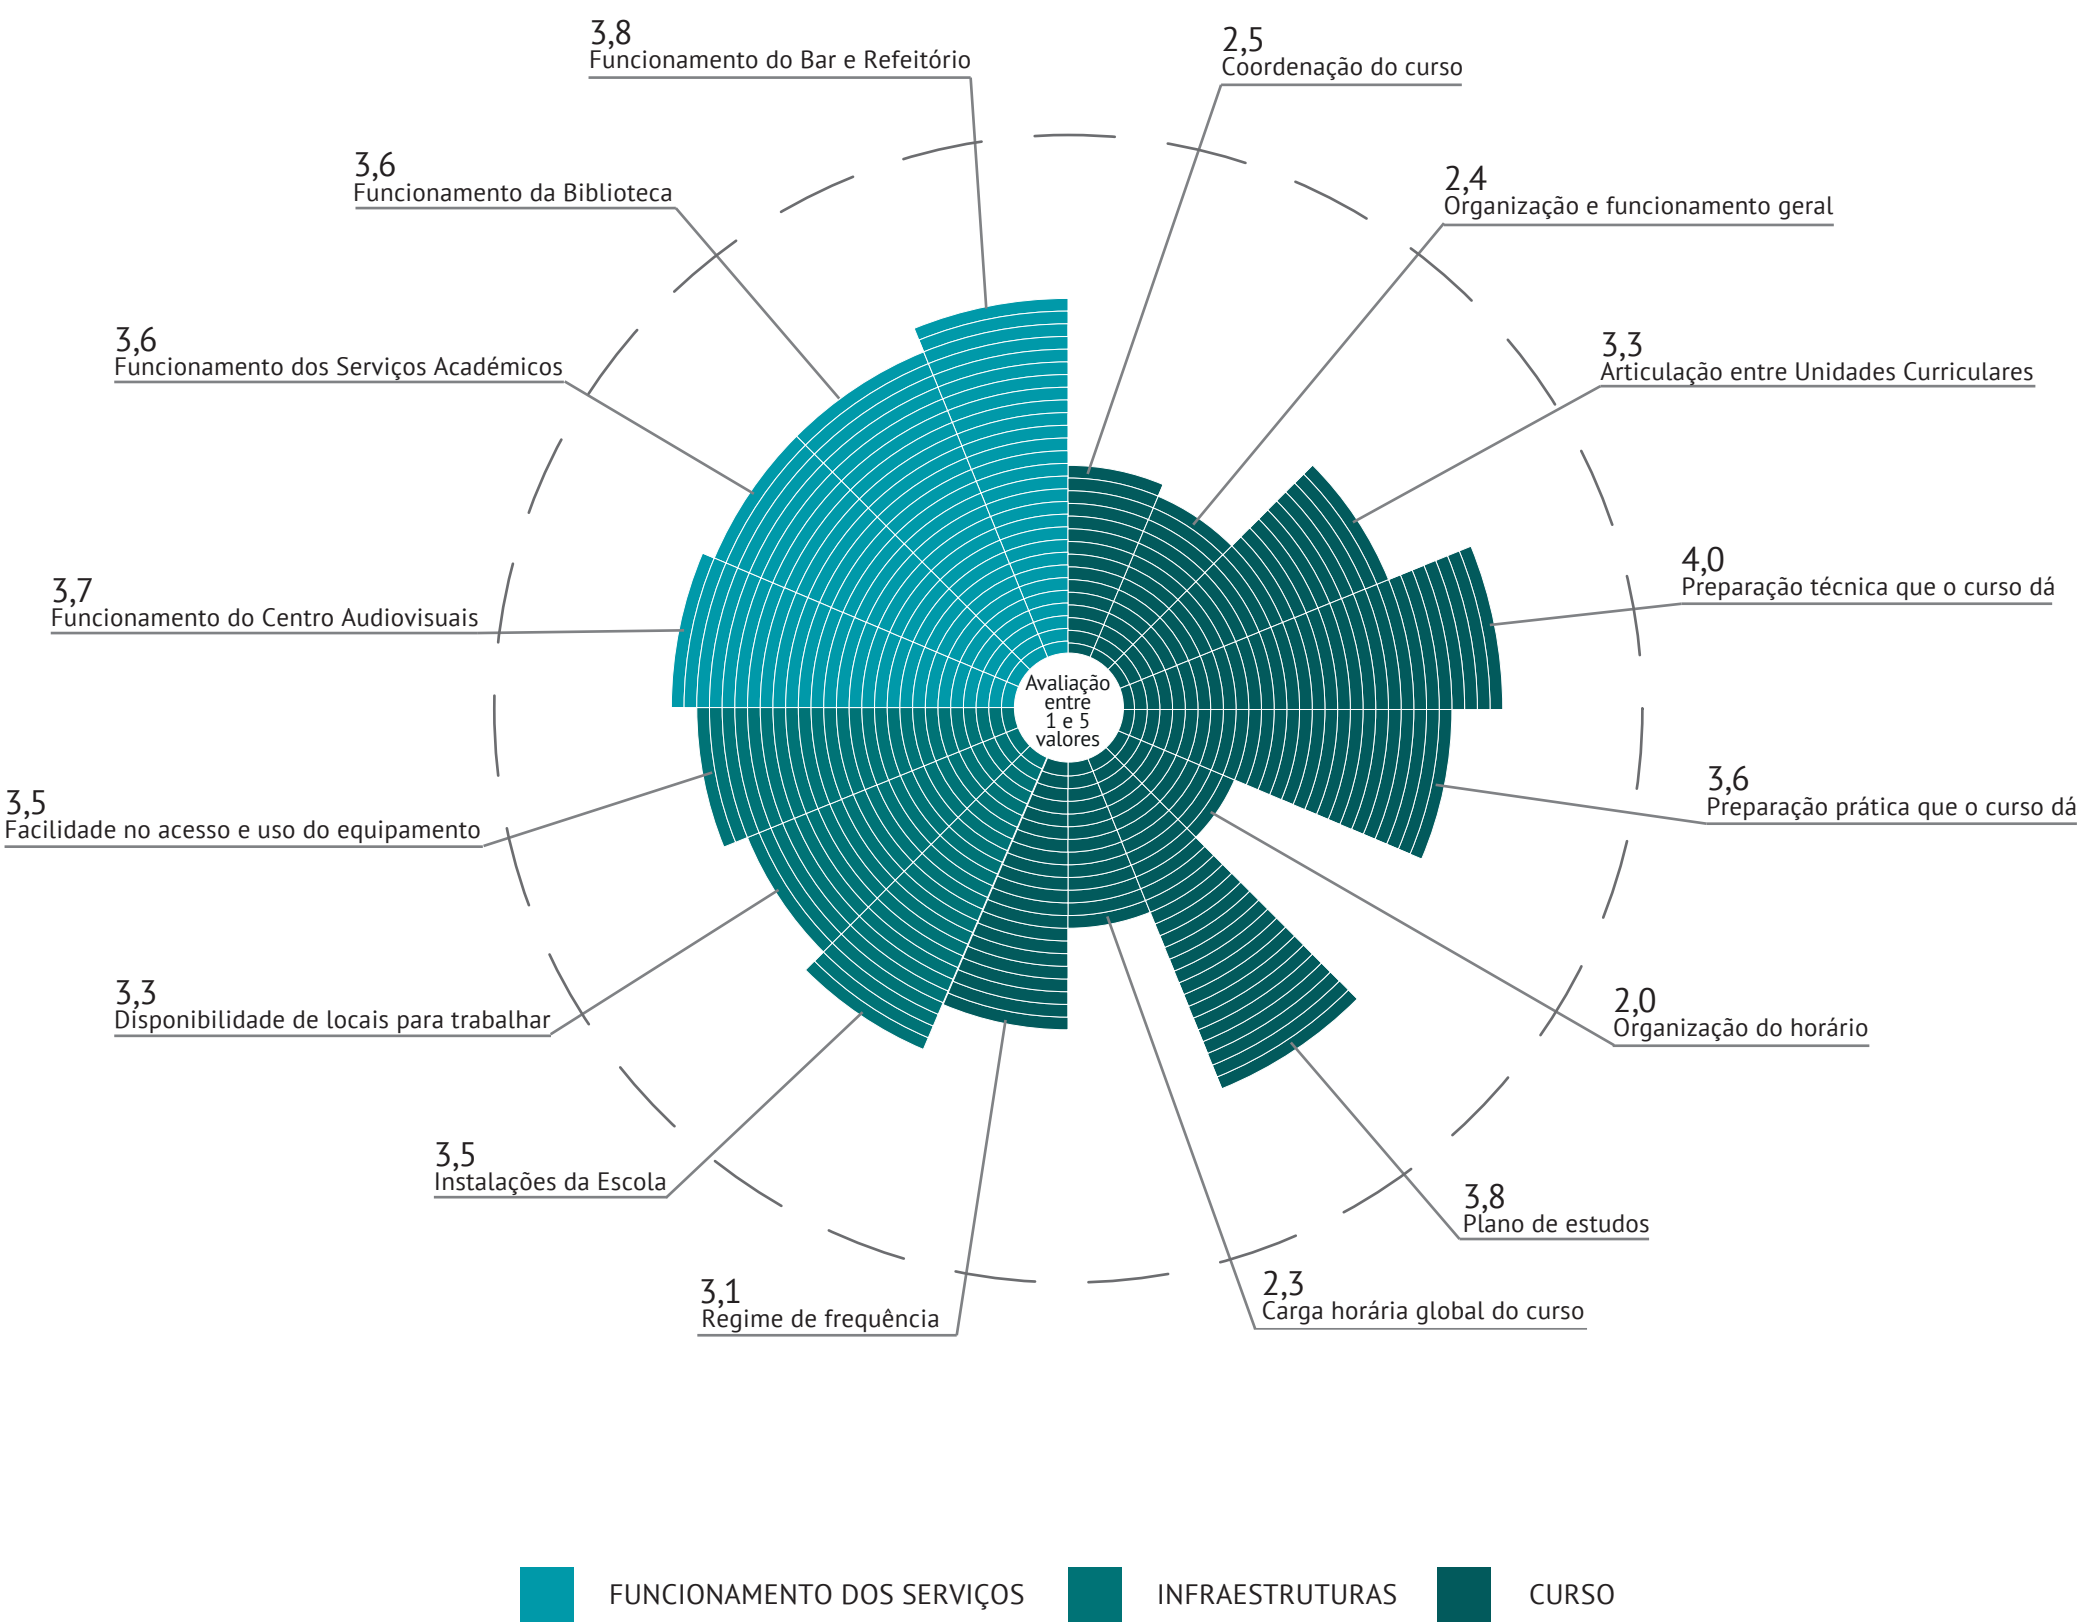 3,8
Funcionamento do Bar e Refeitório
2,5
Coordenação do curso
3,6
Funcionamento da Biblioteca
2,4
Organização e funcionamento geral
3,6
Funcionamento dos Serviços Académicos
3,3
Articulação entre Unidades Curriculares
3,7
Funcionamento do Centro Audiovisuais
4,0
Preparação técnica que o curso dá
Avaliação
entre
1 e 5
valores
3,5
Facilidade no acesso e uso do equipamento
3,6
Preparação prática que o curso dá
3,3
Disponibilidade de locais para trabalhar
2,0
Organização do horário
3,5
Instalações da Escola
3,8
Plano de estudos
3,1
Regime de frequência
2,3
Carga horária global do curso
FUNCIONAMENTO DOS SERVIÇOS
INFRAESTRUTURAS
CURSO